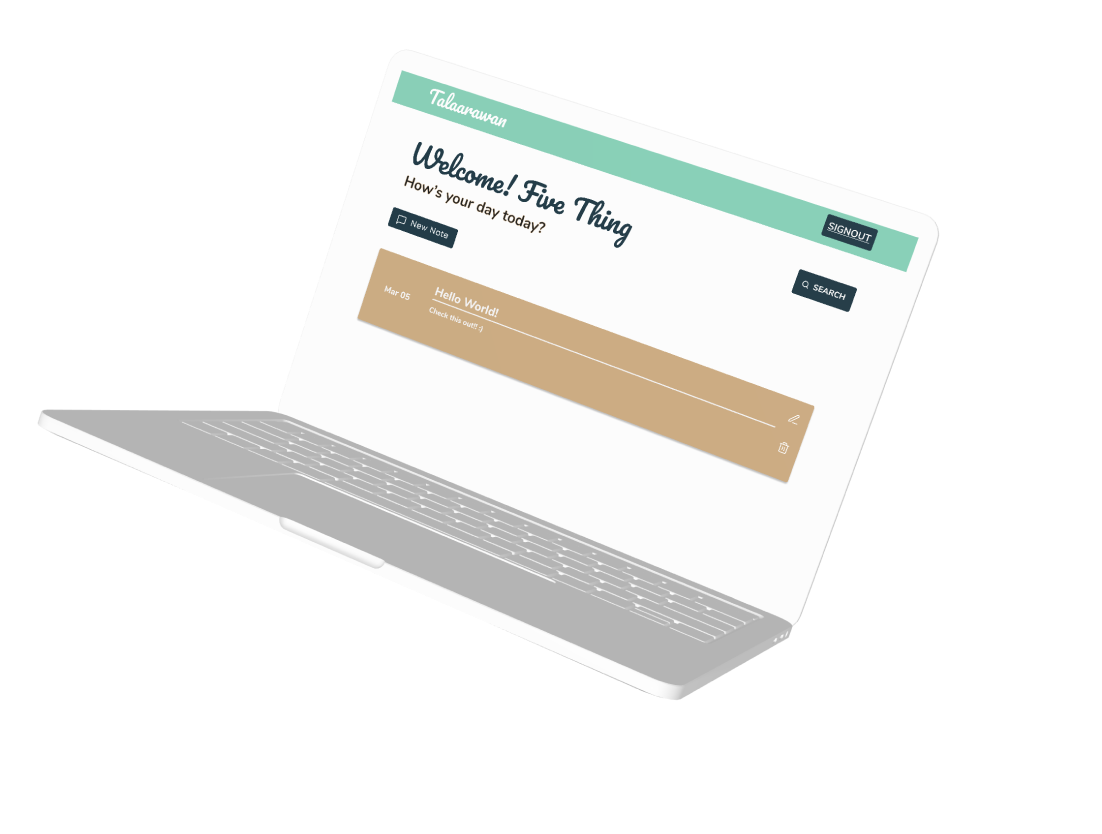 Talaarawan
SIGNOUT
Welcome! Five Thing
How's your day today?
New Note
SEARCH
Mar 05
Hello World!
Check this out!! :)